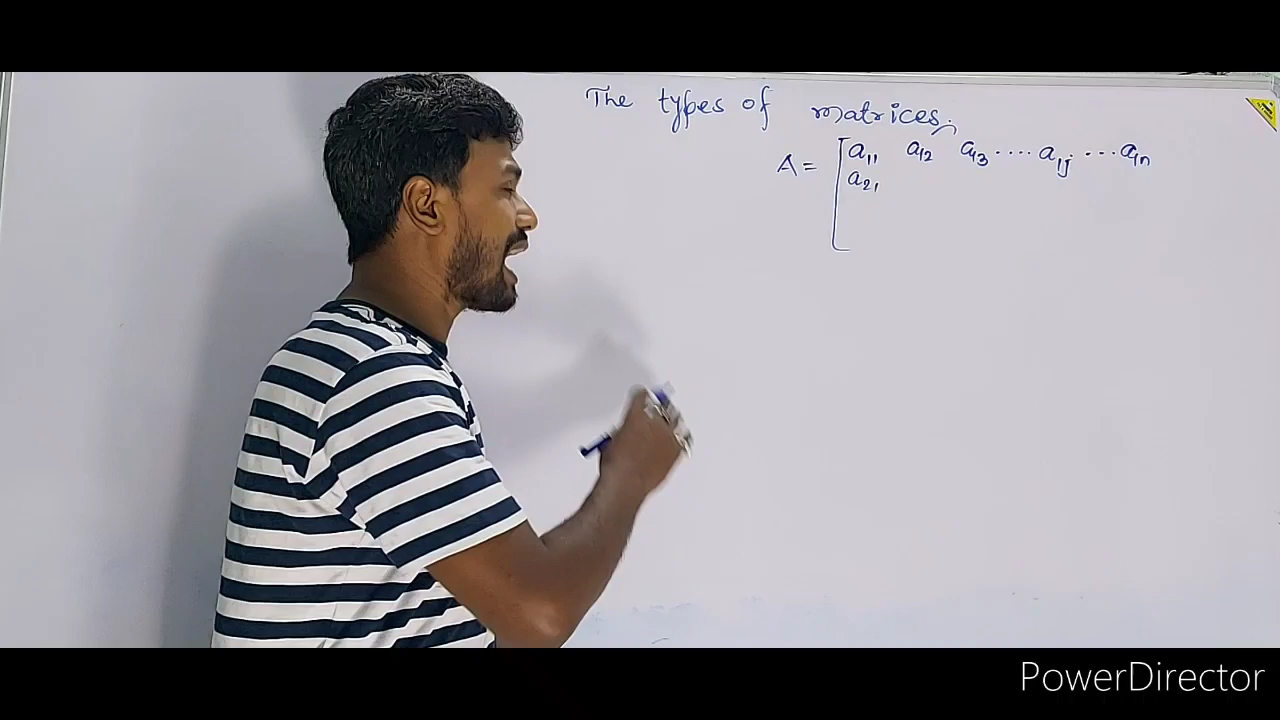 The types of matrices:
A = [ a11 a12 a13 .... a1j ... a1n
a21
PowerDirector